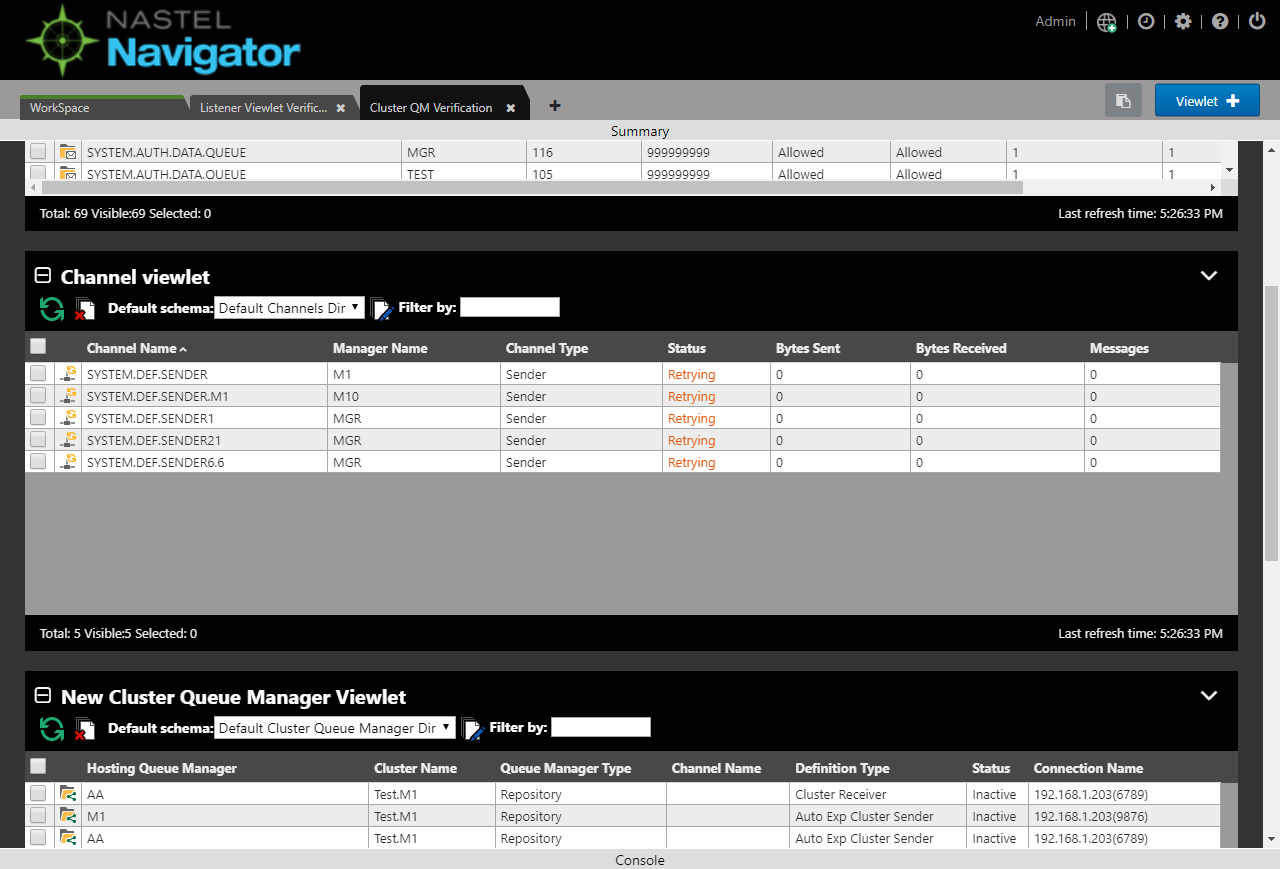 NASTEL
Navigator
Admin
WorkSpace
Listener Viewlet Verific...
Cluster QM Verification
Viewlet
Summary
SYSTEM.AUTH.DATA.QUEUE MGR 116 999999999 Allowed Allowed 1 1
SYSTEM.AUTH.DATA.QUEUE TEST 105 999999999 Allowed Allowed 1 1
Total: 69 Visible:69 Selected: 0 Last refresh time: 5:26:33 PM
Channel viewlet
Default schema: Default Channels Dir Filter by:
Channel Name Manager Name Channel Type Status Bytes Sent Bytes Received Messages
SYSTEM.DEF.SENDER M1 Sender Retrying 0 0 0
SYSTEM.DEF.SENDER.M1 M10 Sender Retrying 0 0 0
SYSTEM.DEF.SENDER1 MGR Sender Retrying 0 0 0
SYSTEM.DEF.SENDER21 MGR Sender Retrying 0 0 0
SYSTEM.DEF.SENDER6.6 MGR Sender Retrying 0 0 0
Total: 5 Visible:5 Selected: 0 Last refresh time: 5:26:33 PM
New Cluster Queue Manager Viewlet
Default schema: Default Cluster Queue Manager Dir Filter by:
Hosting Queue Manager Cluster Name Queue Manager Type Channel Name Definition Type Status Connection Name
AA Test.M1 Repository Cluster Receiver Inactive 192.168.1.203(6789)
M1 Test.M1 Repository Auto Exp Cluster Sender Inactive 192.168.1.203(9876)
AA Test.M1 Repository Auto Exp Cluster Sender Inactive 192.168.1.203(6789)
Console